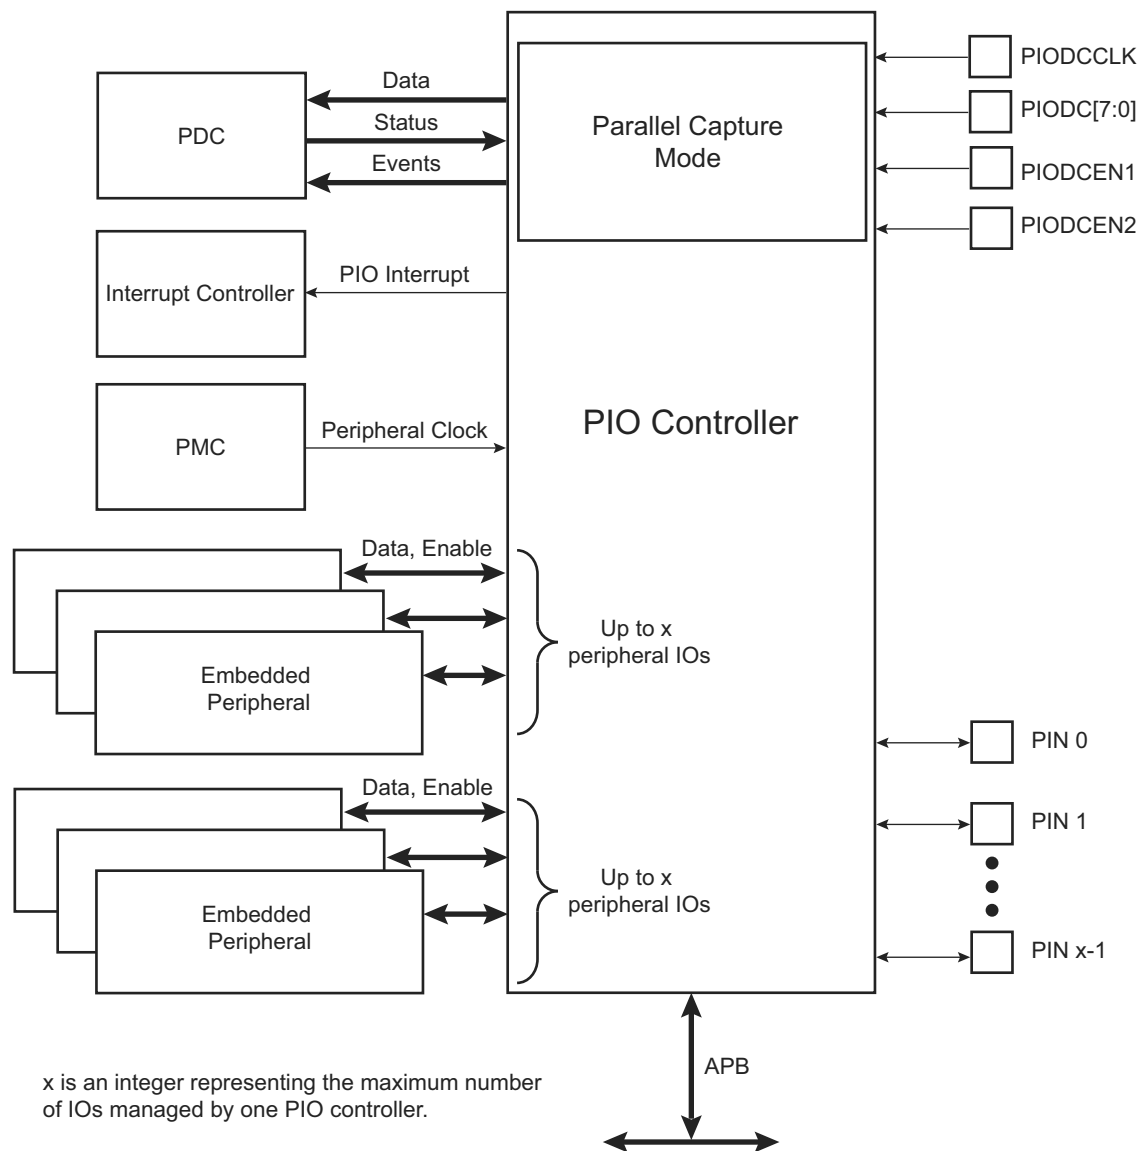 PIODCCLK
PDC
Data
Status
Events
Parallel Capture
Mode
PIODC[7:0]
PIODCEN1
PIODCEN2
Interrupt Controller
PIO Interrupt
PMC
Peripheral Clock
PIO Controller
Data, Enable
Embedded
Peripheral
Up to x
peripheral IOs
PIN 0
Data, Enable
Embedded
Peripheral
Up to x
peripheral IOs
PIN 1
PIN x-1
APB
x is an integer representing the maximum number
of IOs managed by one PIO controller.